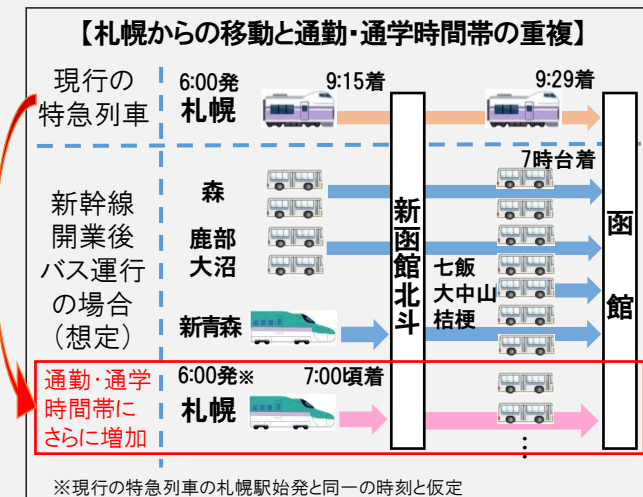 【札幌からの移動と通勤・通学時間帯の重複】
現行の
特急列車
6:00発
札幌
9:15着
9:29着
新幹線
開業後
バス運行
の場合
(想定)
森
鹿部
大沼
新青森
新函館北斗
7時台着
七飯
大中山
桔梗
函館
通勤・通学
時間帯に
さらに増加
6:00発※
札幌
7:00頃着
⋮
※現行の特急列車の札幌駅始発と同一の時刻と仮定